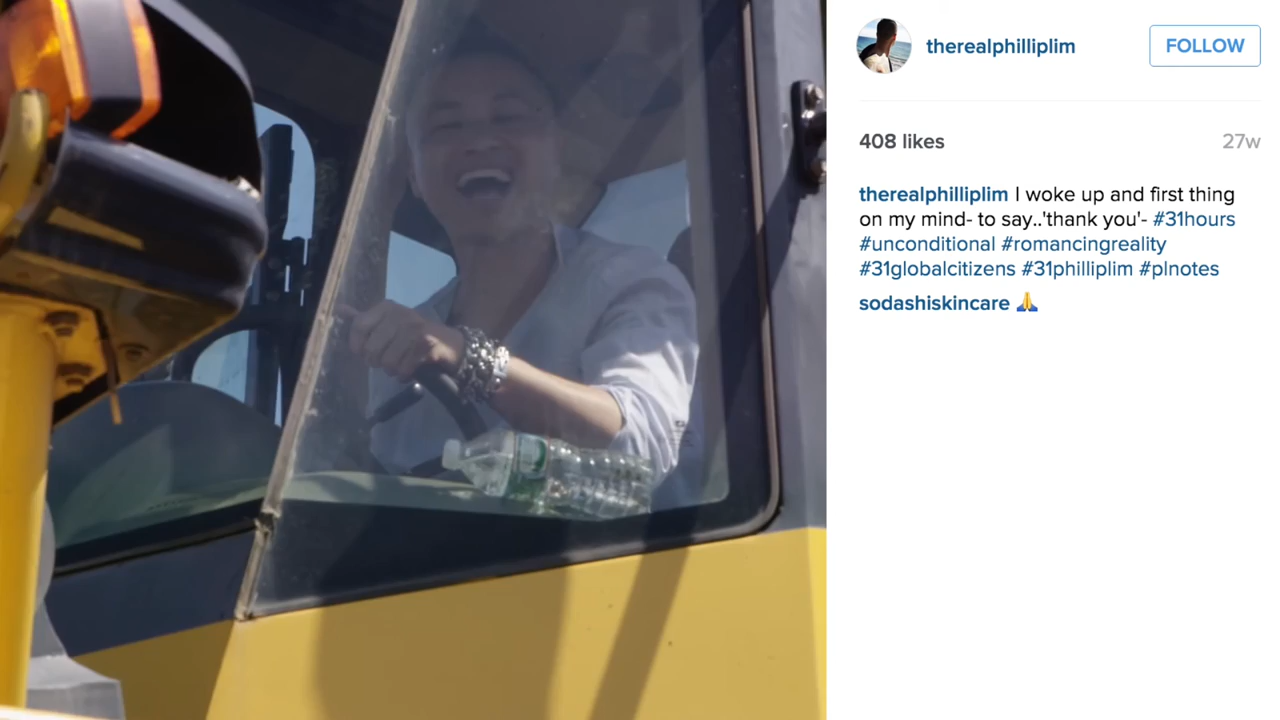 therealphilliplim
FOLLOW
408 likes
27w
therealphilliplim I woke up and first thing
on my mind- to say..'thank you'- #31hours
#unconditional #romancingreality
#31globalcitizens #31philliplim #plnotes
sodashiskincare 🙏